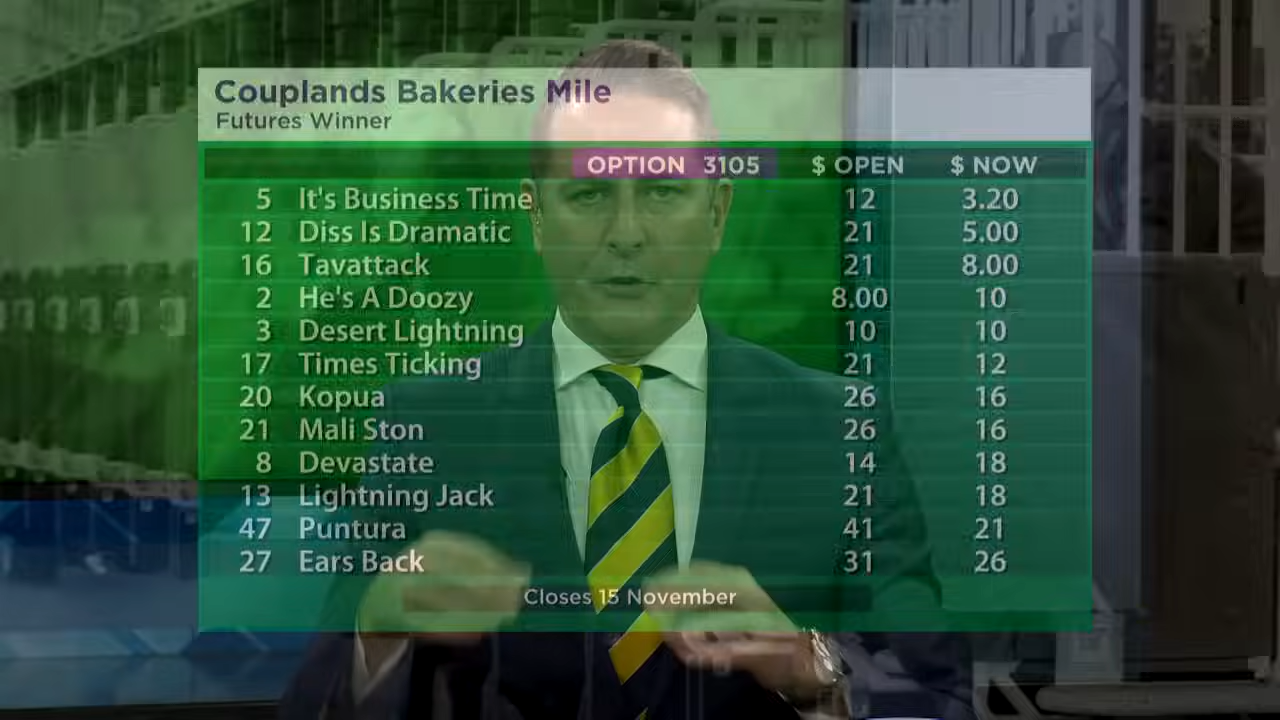 Couplands Bakeries Mile
Futures Winner
OPTION 3105 $ OPEN $ NOW
5 It's Business Time 12 3.20
12 Diss Is Dramatic 21 5.00
16 Tavattack 21 8.00
2 He's A Doozy 8.00 10
3 Desert Lightning 10 10
17 Times Ticking 21 12
20 Kopua 26 16
21 Mali Ston 26 16
8 Devastate 14 18
13 Lightning Jack 21 18
47 Puntura 41 21
27 Ears Back 31 26
Closes 15 November